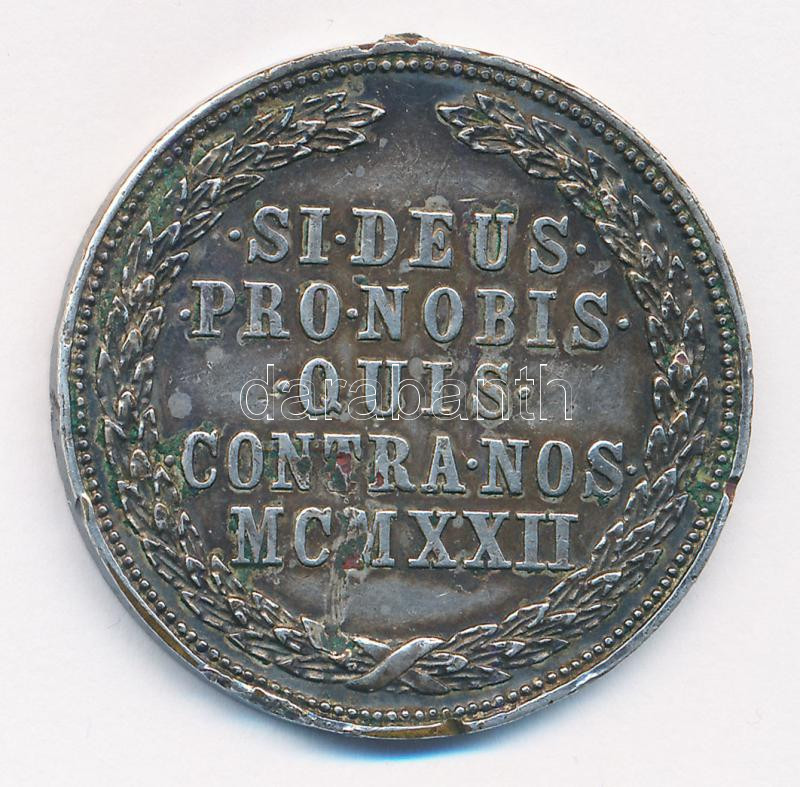 ·SI·DEUS·
·PRO·NOBIS·
·QUIS·
darabanth
·CONTRA·NOS·
MCMXXII